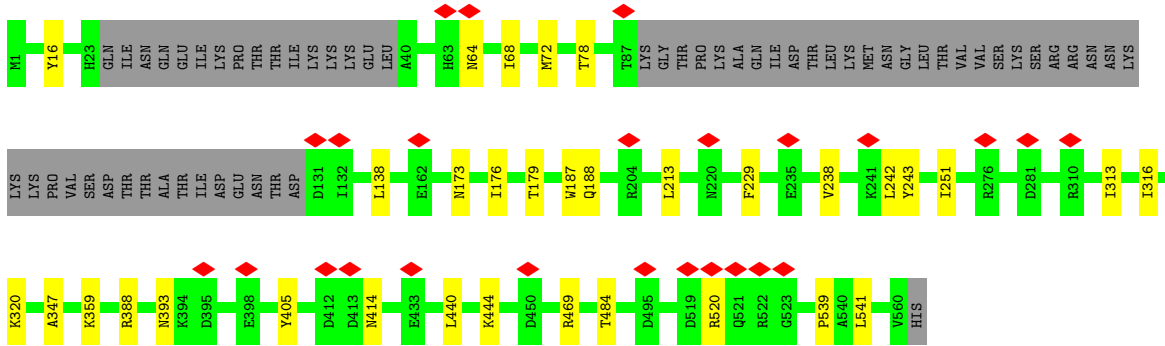 M1 Y16 H23 GLN ILE ASN GLN GLU ILE LYS PRO THR THR ILE LYS LYS LYS GLU LEU A40 H63 N64 I68 M72 T78 T87 LYS GLY THR PRO LYS ALA GLN ILE ASP THR LEU LYS MET ASN GLY LEU THR VAL VAL SER LYS SER ARG ARG ASN ASN LYS
LYS LYS PRO VAL SER ASP THR THR ALA THR ILE ASP GLU ASN THR ASP D131 I132 L138 E162 N173 I176 T179 W187 Q188 R204 L213 N220 F229 E235 V238 K241 L242 Y243 I251 R276 D281 R310 I313 I316
K320 A347 K359 R388 N393 K394 D395 E398 Y405 D412 D413 N414 E433 L440 K444 D450 R469 T484 D495 D519 R520 Q521 R522 G523 P539 A540 L541 V560 HIS